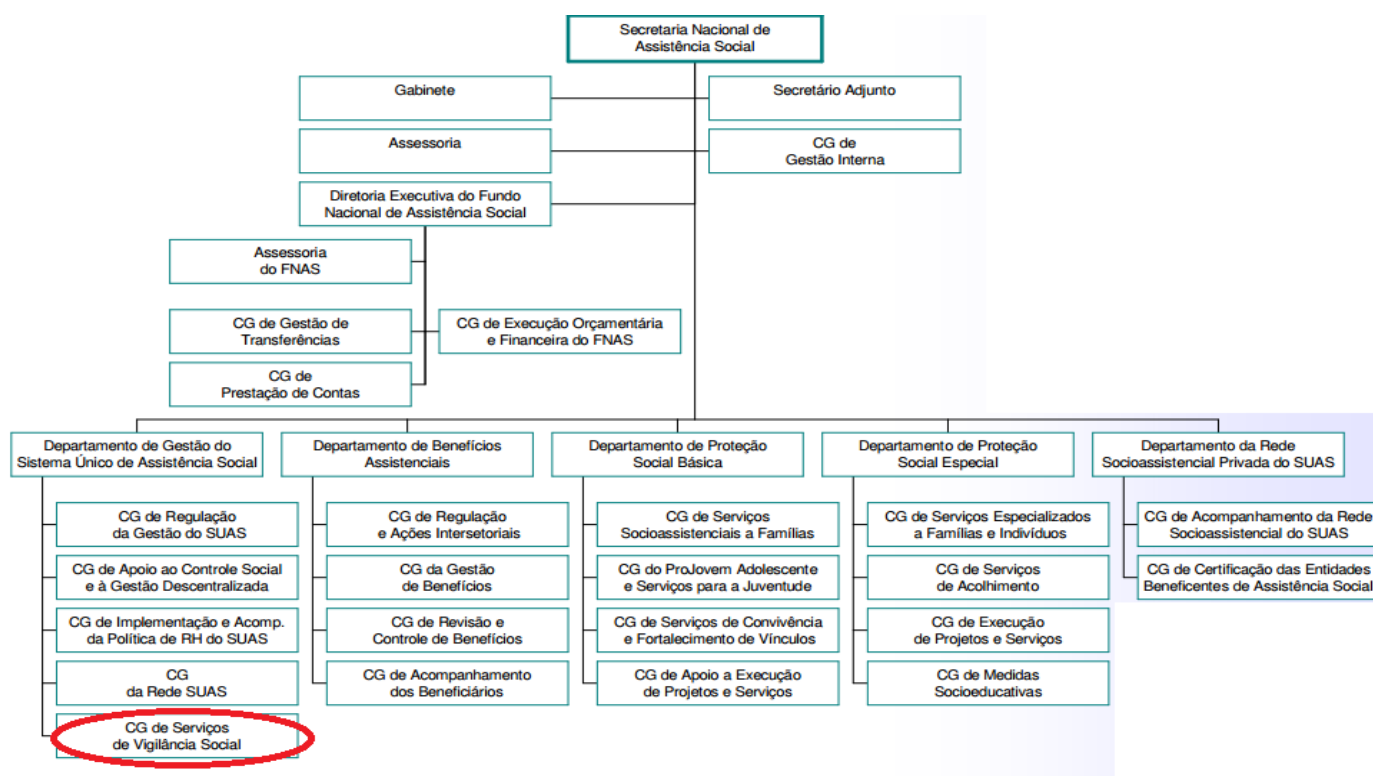 Secretaria Nacional de
Assistência Social
Gabinete
Secretário Adjunto
Assessoria
CG de
Gestão Interna
Diretoria Executiva do Fundo
Nacional de Assistência Social
Assessoria
do FNAS
CG de Gestão de
Transferências
CG de Execução Orçamentária
e Financeira do FNAS
CG de
Prestação de Contas
Departamento de Gestão do
Sistema Único de Assistência Social
Departamento de Benefícios
Assistenciais
Departamento de Proteção
Social Básica
Departamento de Proteção
Social Especial
Departamento da Rede
Socioassistencial Privada do SUAS
CG de Regulação
da Gestão do SUAS
CG de Apoio ao Controle Social
e à Gestão Descentralizada
CG de Implementação e Acomp.
da Política de RH do SUAS
CG
da Rede SUAS
CG de Serviços
de Vigilância Social
CG de Regulação
e Ações Intersetoriais
CG da Gestão
de Benefícios
CG de Revisão e
Controle de Benefícios
CG de Acompanhamento
dos Beneficiários
CG de Serviços
Socioassistenciais a Famílias
CG do ProJovem Adolescente
e Serviços para a Juventude
CG de Serviços de Convivência
e Fortalecimento de Vínculos
CG de Apoio a Execução
de Projetos e Serviços
CG de Serviços Especializados
a Famílias e Indivíduos
CG de Serviços
de Acolhimento
CG de Execução
de Projetos e Serviços
CG de Medidas
Socioeducativas
CG de Acompanhamento da Rede
Socioassistencial do SUAS
CG de Certificação das Entidades
Beneficentes de Assistência Social